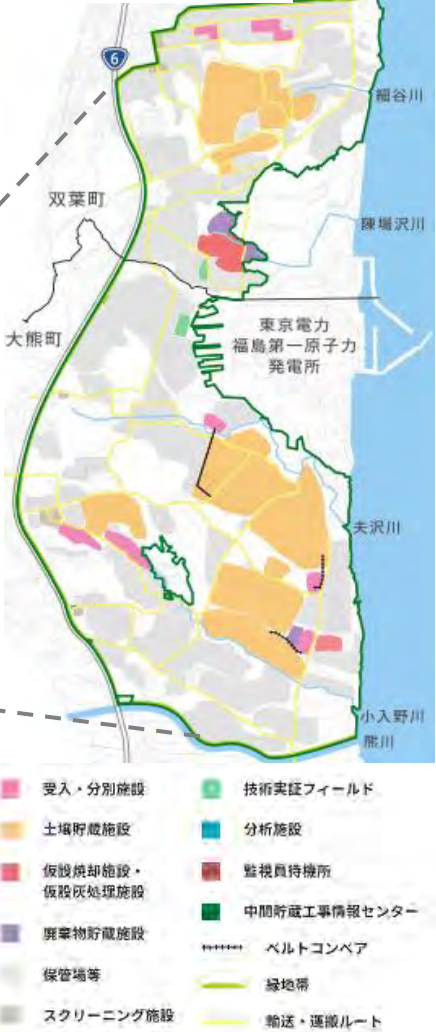 6
細谷川
双葉町
陳場沢川
大熊町
東京電力
福島第一原子力
発電所
夫沢川
小入野川
熊川
受入・分別施設
土壌貯蔵施設
仮設焼却施設・
仮設灰処理施設
廃棄物貯蔵施設
保管場等
スクリーニング施設
技術実証フィールド
分析施設
監視員待機所
中間貯蔵工事情報センター
ベルトコンベア
緑地帯
輸送・運搬ルート